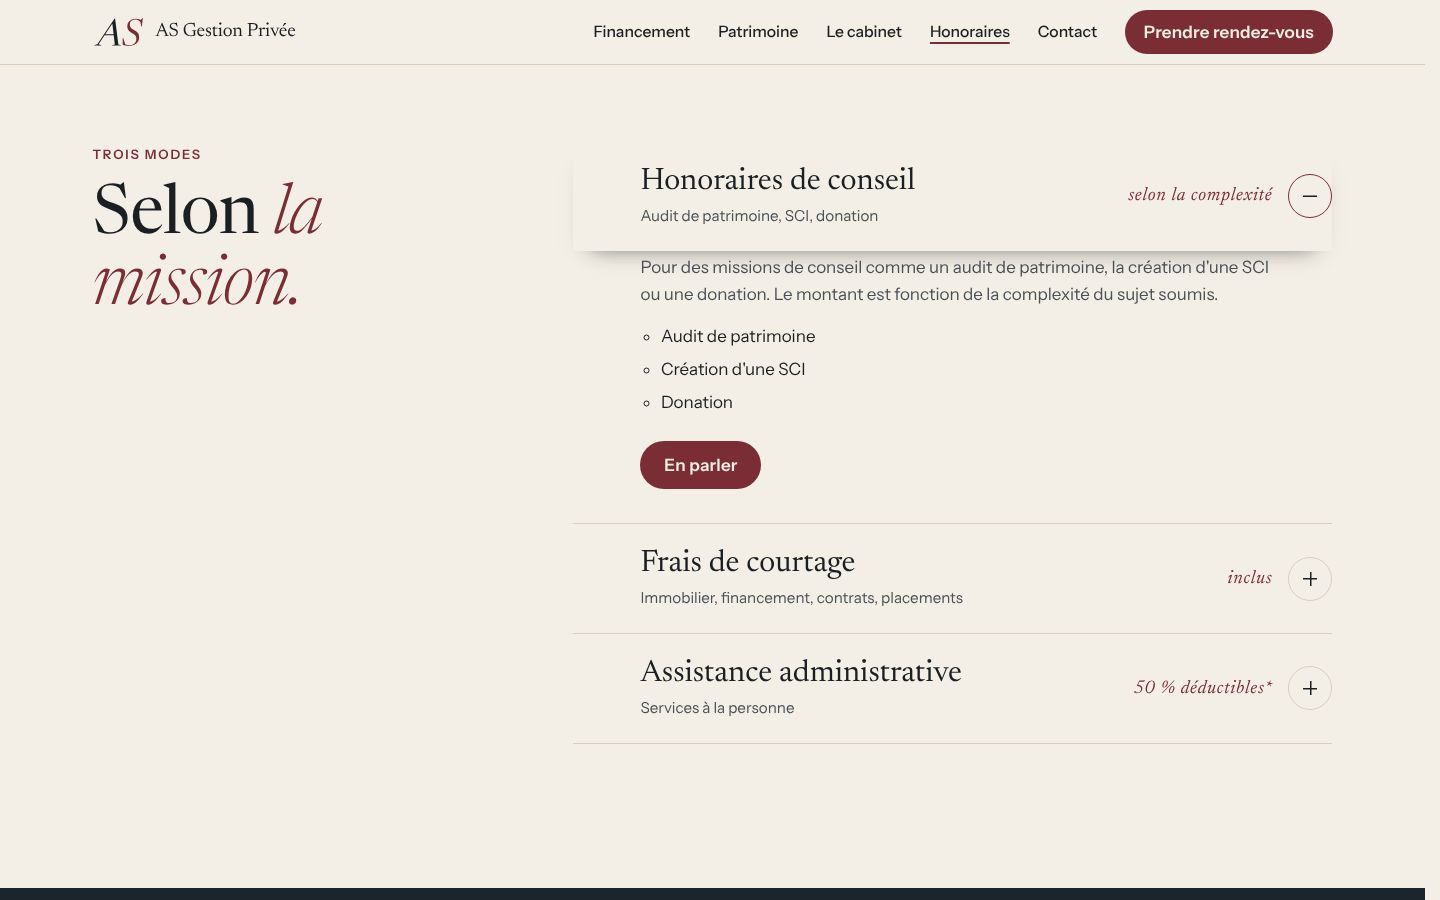 AS AS Gestion Privée
Financement Patrimoine Le cabinet Honoraires Contact Prendre rendez-vous
TROIS MODES
Selon la
mission.
Honoraires de conseil
Audit de patrimoine, SCI, donation
selon la complexité
Pour des missions de conseil comme un audit de patrimoine, la création d'une SCI
ou une donation. Le montant est fonction de la complexité du sujet soumis.
Audit de patrimoine
Création d'une SCI
Donation
En parler
Frais de courtage
Immobilier, financement, contrats, placements
inclus
Assistance administrative
Services à la personne
50 % déductibles*